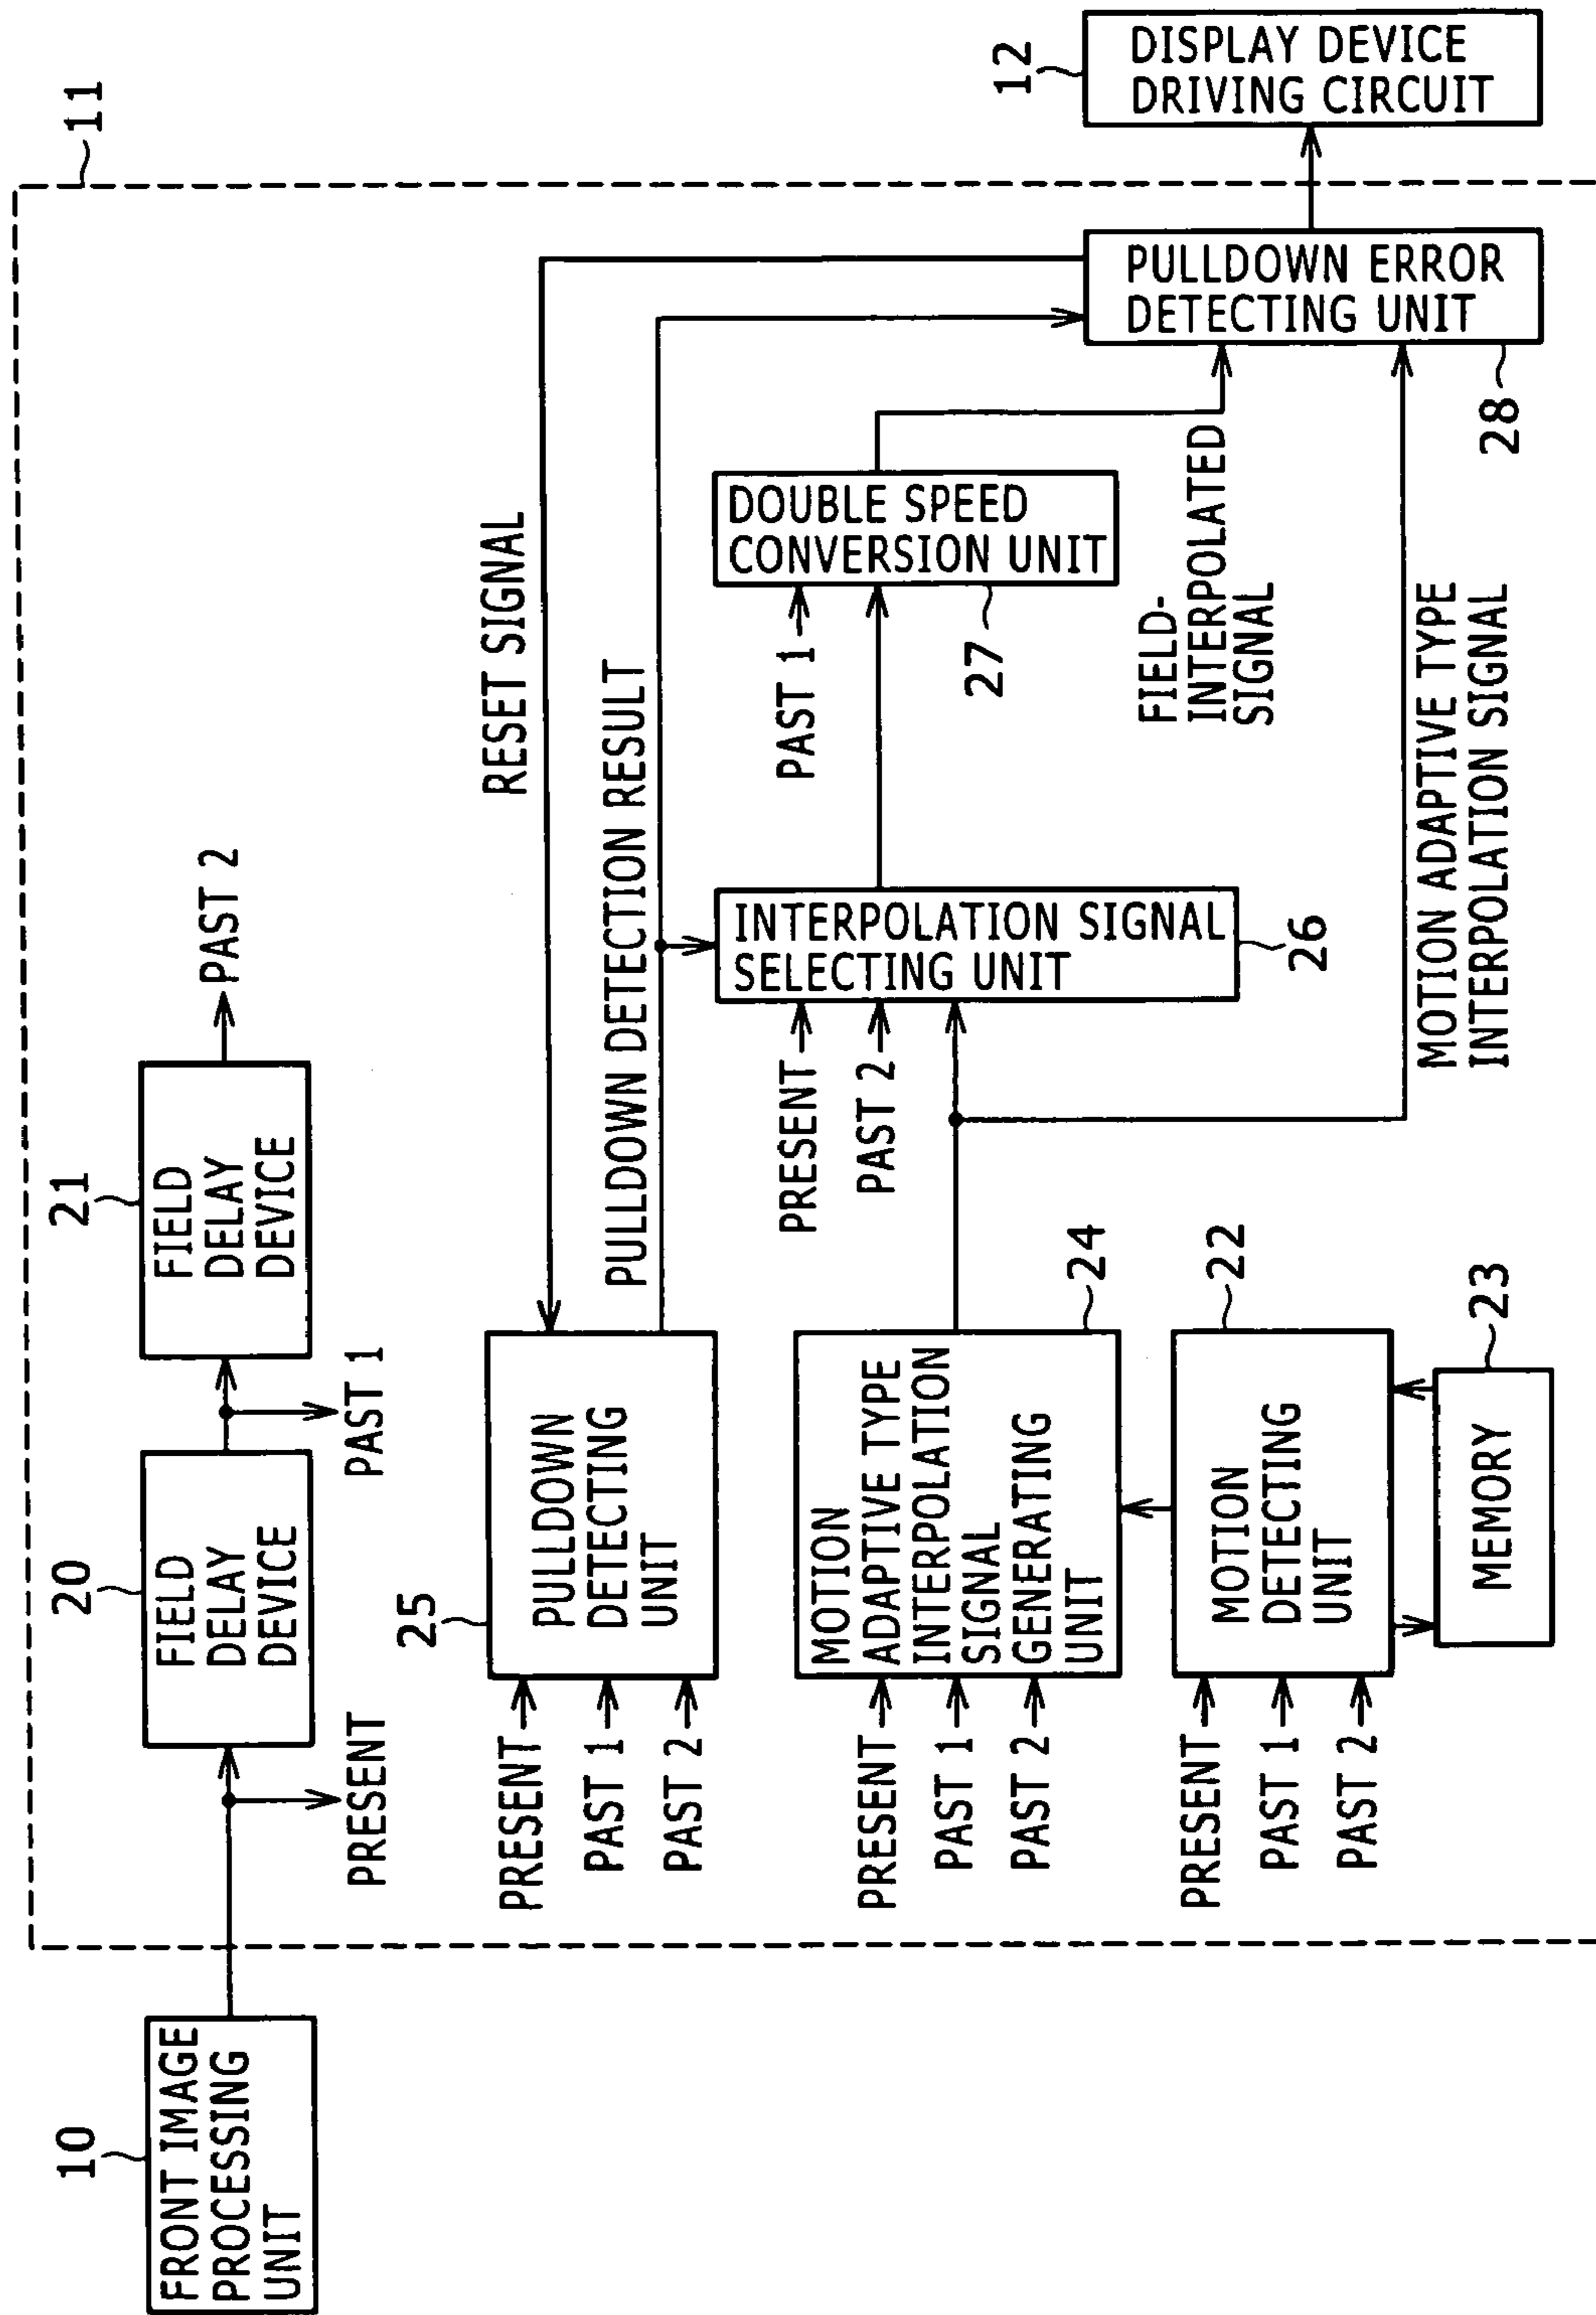 11
10
FRONT IMAGE
PROCESSING
UNIT
PRESENT
20
FIELD
DELAY
DEVICE
PAST 1
21
FIELD
DELAY
DEVICE
PAST 2
RESET SIGNAL
25
PULLDOWN
DETECTING
UNIT
PRESENT
PAST 1
PAST 2
PULLDOWN DETECTION RESULT
MOTION
ADAPTIVE TYPE
INTERPOLATION
SIGNAL
GENERATING
UNIT
24
PRESENT
PAST 1
PAST 2
MOTION
DETECTING
UNIT
22
PRESENT
PAST 1
PAST 2
MEMORY
23
PRESENT
PAST 2
INTERPOLATION SIGNAL
SELECTING UNIT
26
PAST 1
DOUBLE SPEED
CONVERSION UNIT
27
FIELD-
INTERPOLATED
SIGNAL
MOTION ADAPTIVE TYPE
INTERPOLATION SIGNAL
PULLDOWN ERROR
DETECTING UNIT
28
12
DISPLAY DEVICE
DRIVING CIRCUIT